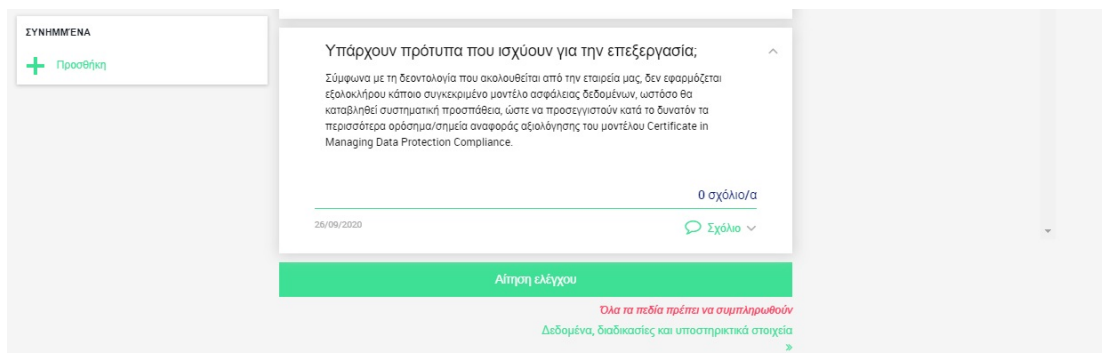 ΣΥΝΗΜΜΈΝΑ
Προσθήκη
Υπάρχουν πρότυπα που ισχύουν για την επεξεργασία;
Σύμφωνα με τη δεοντολογία που ακολουθείται από την εταιρεία μας, δεν εφαρμόζεται
εξολοκλήρου κάποιο συγκεκριμένο μοντέλο ασφάλειας δεδομένων, ωστόσο θα
καταβληθεί συστηματική προσπάθεια, ώστε να προσεγγιστούν κατά το δυνατόν τα
περισσότερα ορόσημα/σημεία αναφοράς αξιολόγησης του μοντέλου Certificate in
Managing Data Protection Compliance.
0 σχόλιο/α
26/09/2020
Σχόλιο
Αίτηση ελέγχου
Όλα τα πεδία πρέπει να συμπληρωθούν
Δεδομένα, διαδικασίες και υποστηρικτικά στοιχεία
»